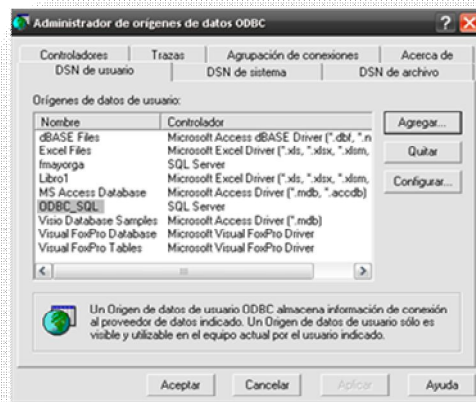 Administrador de orígenes de datos ODBC
Controladores Trazas Agrupación de conexiones Acerca de
DSN de usuario DSN de sistema DSN de archivo
Orígenes de datos de usuario:
Nombre Controlador
dBASE Files Microsoft Access dBASE Driver (*.dbf, *.n
Excel Files Microsoft Excel Driver (*.xls, *.xlsx, *.xlsm,
fmayorga SQL Server
Libro1 Microsoft Excel Driver (*.xls, *.xlsx, *.xlsm,
MS Access Database Microsoft Access Driver (*.mdb, *.accdb)
ODBC_SQL SQL Server
Visio Database Samples Microsoft Access Driver (*.mdb)
Visual FoxPro Database Microsoft Visual FoxPro Driver
Visual FoxPro Tables Microsoft Visual FoxPro Driver
Agregar...
Quitar
Configurar...
Un Origen de datos de usuario ODBC almacena información de conexión
al proveedor de datos indicado. Un Origen de datos de usuario sólo es
visible y utilizable en el equipo actual por el usuario indicado.
Aceptar Cancelar Aplicar Ayuda